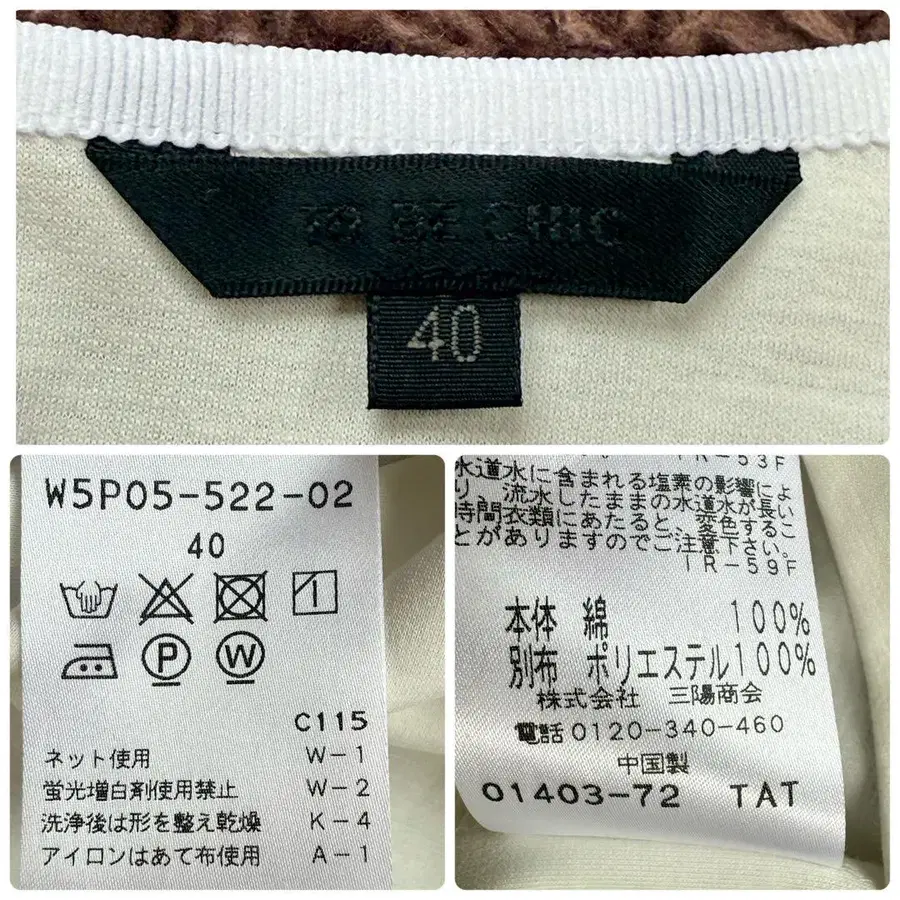 TO BE CHIC
40
W5P05-522-02
40
1
P W
C115
ネット使用 W-1
蛍光増白剤使用禁止 W-2
洗浄後は形を整え乾燥 K-4
アイロンはあて布使用 A-1
IR-53F
水道水に含まれる塩素の影響によ
り、流水したままの水道水が長い
時間衣類にあたると、変色するこ
とがありますのでご注意下さい。
IR-59F
本体 綿 100%
別布 ポリエステル100%
株式会社 三陽商会
電話0120-340-460
中国製
01403-72 TAT